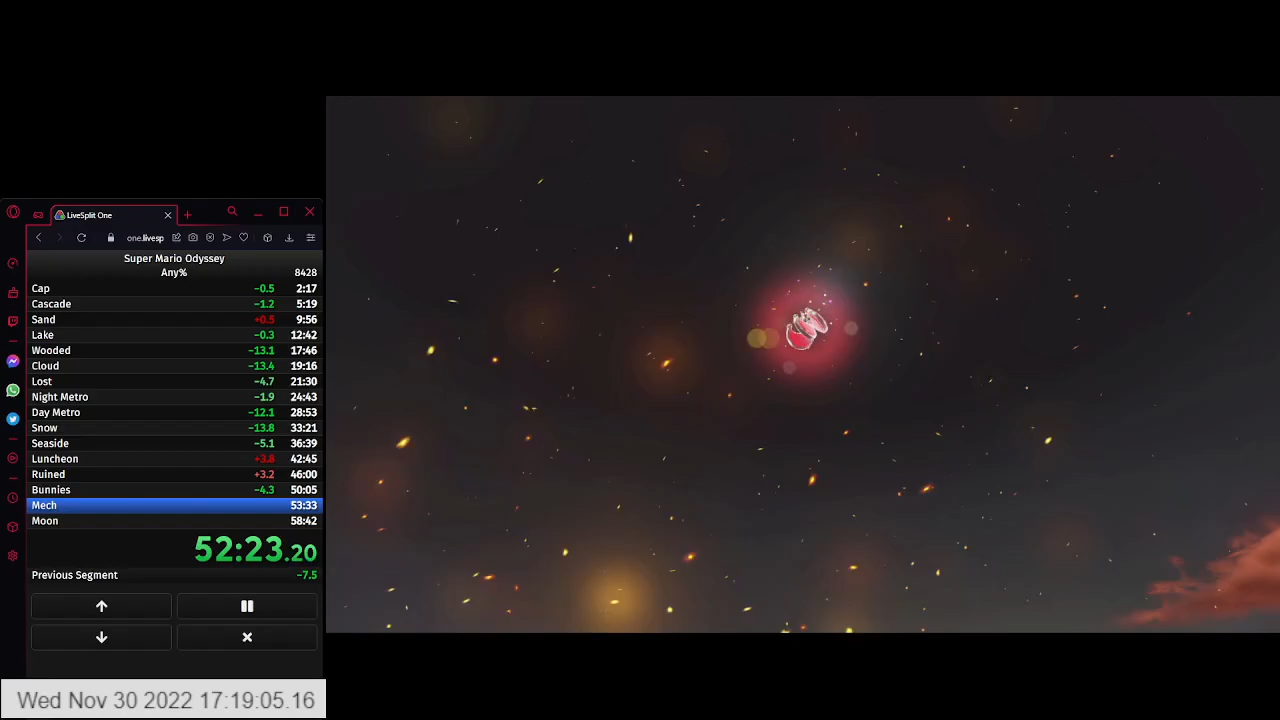 LiveSplit One
one.livesp
Super Mario Odyssey
Any% 8428
Cap −0.5 2:17
Cascade −1.2 5:19
Sand +0.5 9:56
Lake −0.3 12:42
Wooded −13.1 17:46
Cloud −13.4 19:16
Lost −4.7 21:30
Night Metro −1.9 24:43
Day Metro −12.1 28:53
Snow −13.8 33:21
Seaside −5.1 36:39
Luncheon +3.8 42:45
Ruined +3.2 46:00
Bunnies −4.3 50:05
Mech 53:33
Moon 58:42
52:23.20
Previous Segment −7.5
Wed Nov 30 2022 17:19:05.16